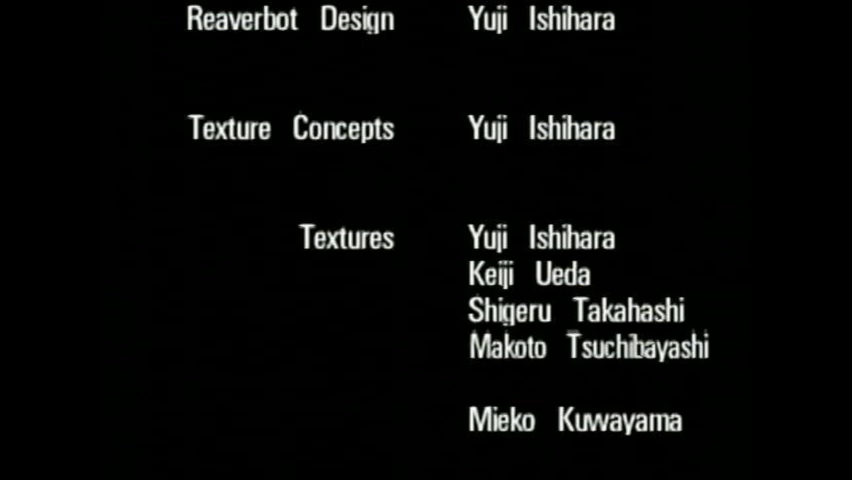 Reaverbot Design Yuji Ishihara
Texture Concepts Yuji Ishihara
Textures Yuji Ishihara
Keiji Ueda
Shigeru Takahashi
Makoto Tsuchibayashi
Mieko Kuwayama